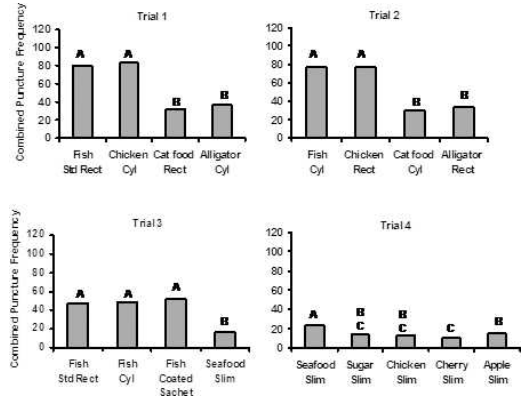 Trial 1
Combined Puncture Frequency
120
100
80
60
40
20
0
A
A
B
B
Fish Chicken Cat food Alligator
Std Rect Cyl Rect Cyl
Trial 2
120
100
80
60
40
20
0
A
A
B
B
Fish Chicken Cat food Alligator
Cyl Rect Cyl Rect
Trial 3
Combined Puncture Frequency
120
100
80
60
40
20
0
A
A
A
B
Fish Fish Fish Seafood
Std Rect Cyl Coated Slim
Sachet
Trial 4
120
100
80
60
40
20
0
A
B
C
B
C
C
B
Seafood Sugar Chicken Cherry Apple
Slim Slim Slim Slim Slim